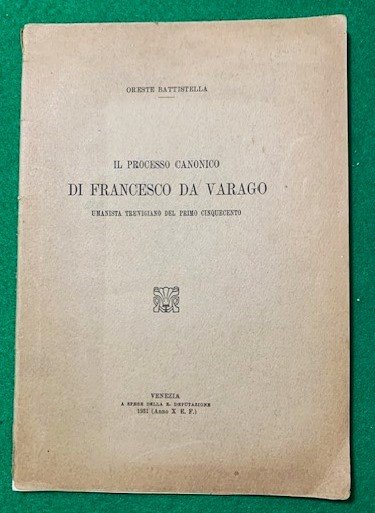 ORESTE BATTISTELLA
IL PROCESSO CANONICO
DI FRANCESCO DA VARAGO
UMANISTA TREVIGIANO DEL PRIMO CINQUECENTO
VENEZIA
A SPESE DELLA R. DEPUTAZIONE
1931 (Anno X E. F.)